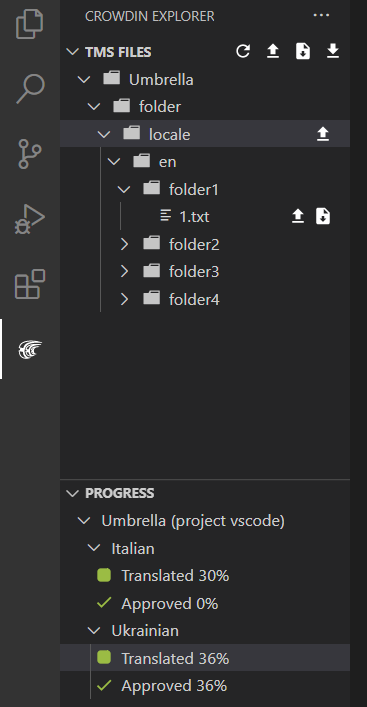 CROWDIN EXPLORER
TMS FILES
Umbrella
folder
locale
en
folder1
1.txt
folder2
folder3
folder4
PROGRESS
Umbrella (project vscode)
Italian
Translated 30%
Approved 0%
Ukrainian
Translated 36%
Approved 36%